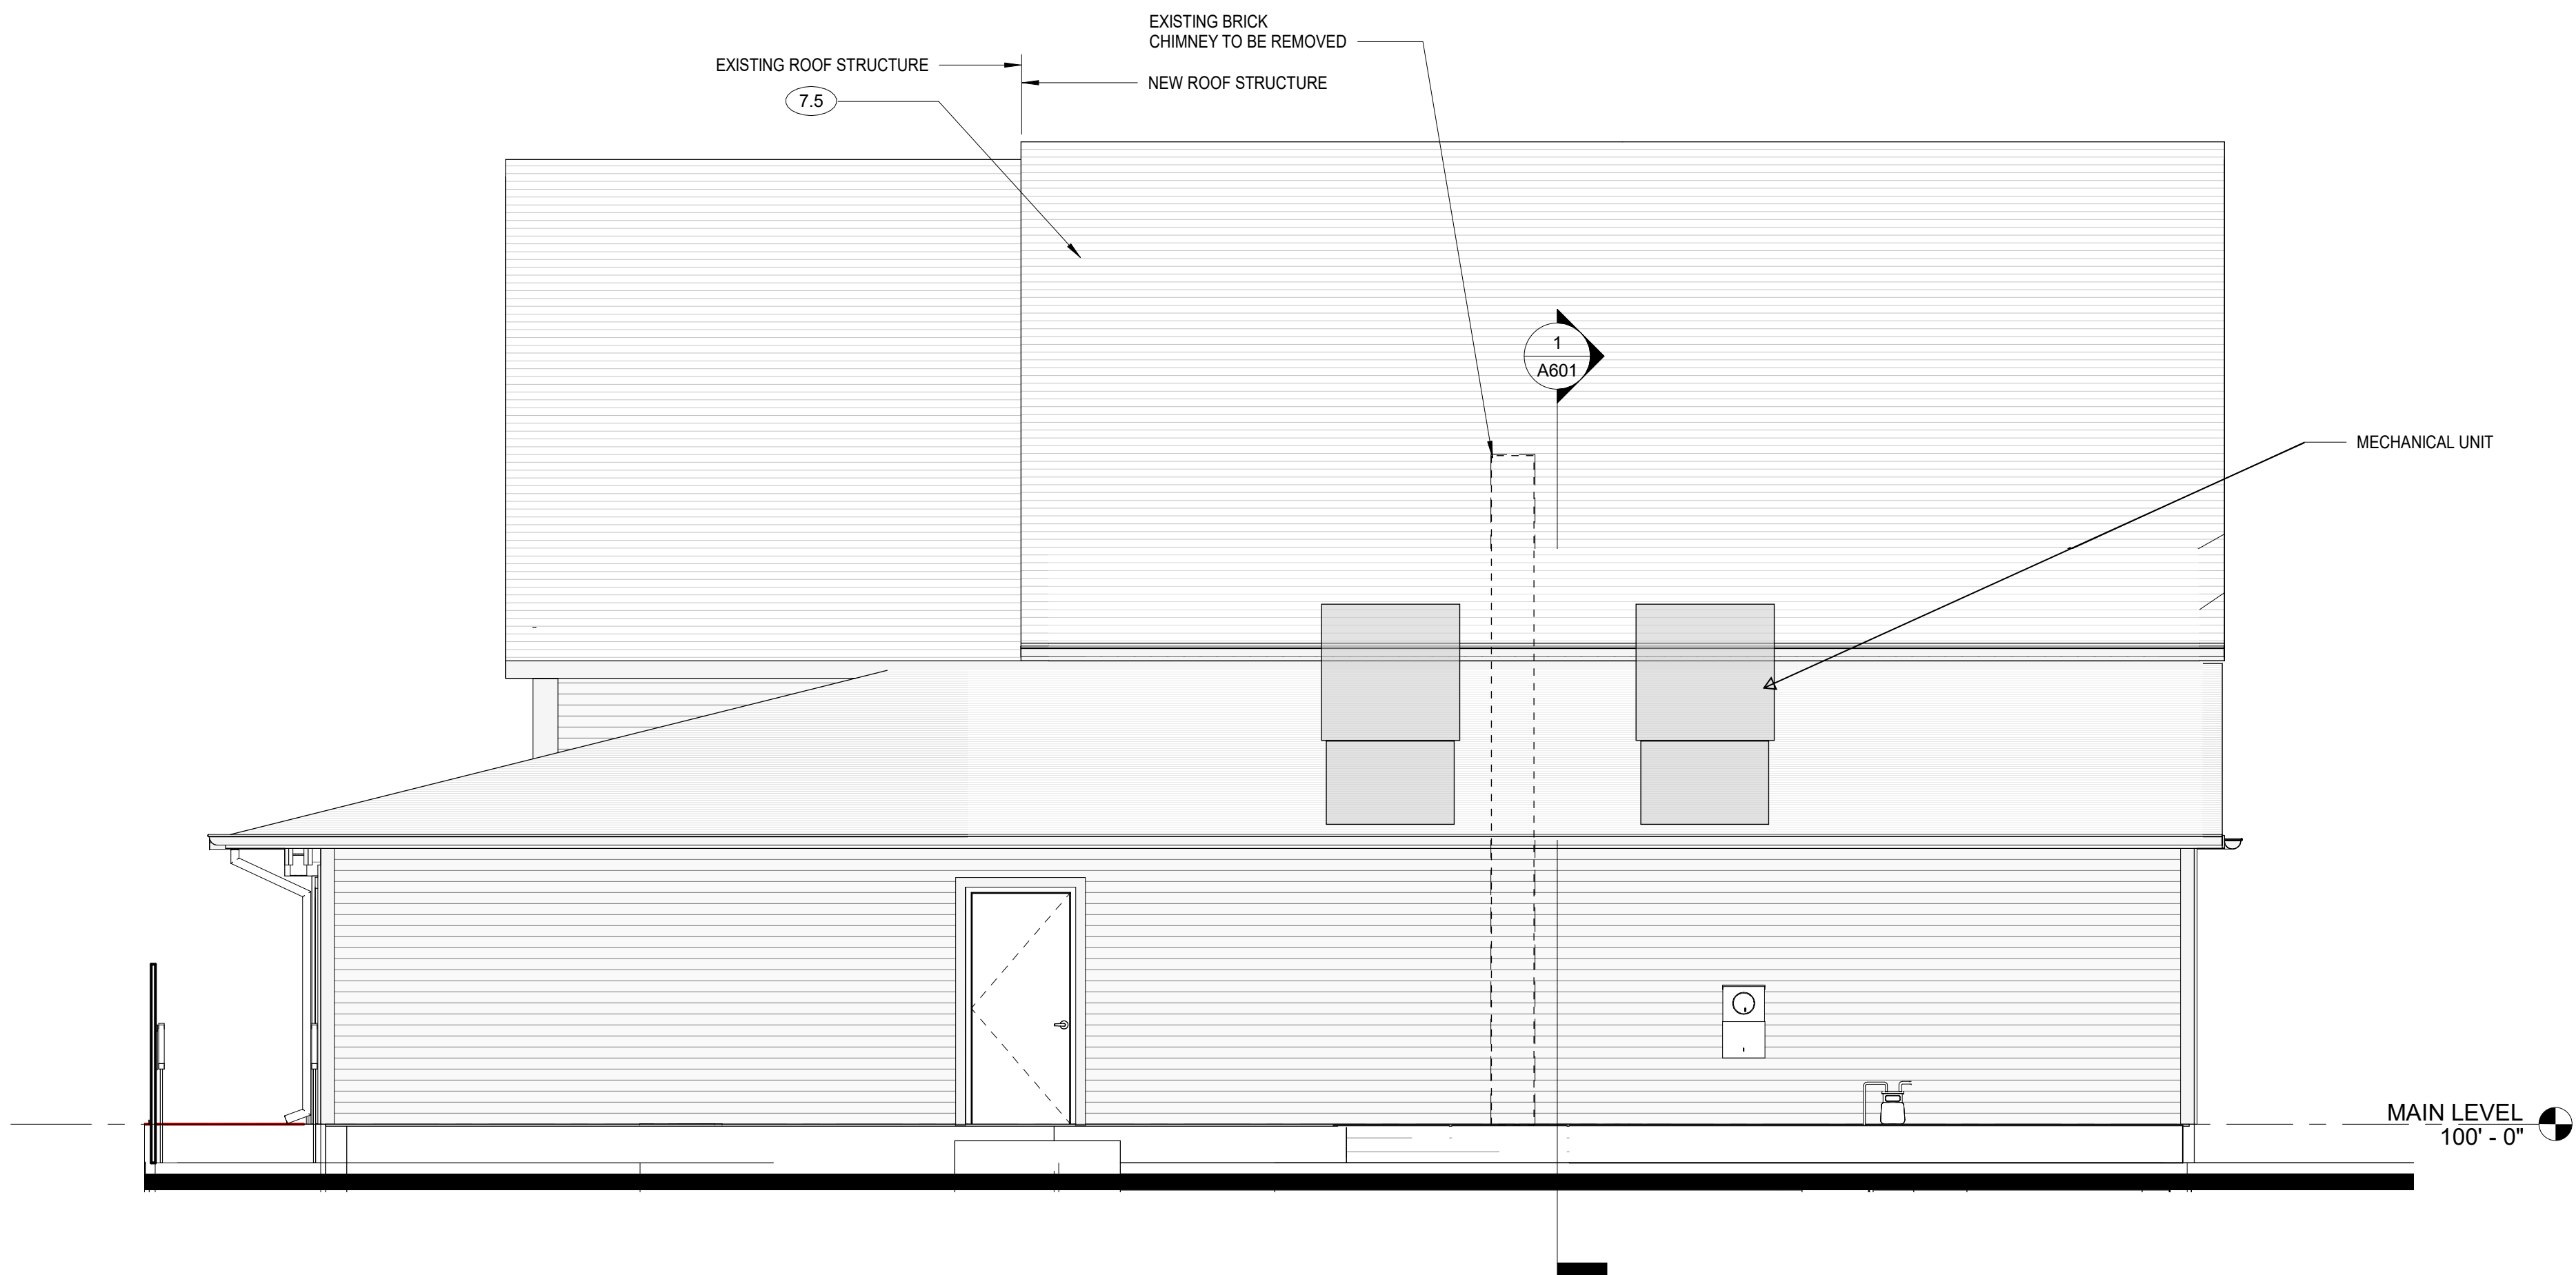 EXISTING BRICK
CHIMNEY TO BE REMOVED
EXISTING ROOF STRUCTURE
NEW ROOF STRUCTURE
7.5
1
A601
MECHANICAL UNIT
MAIN LEVEL
100' - 0"